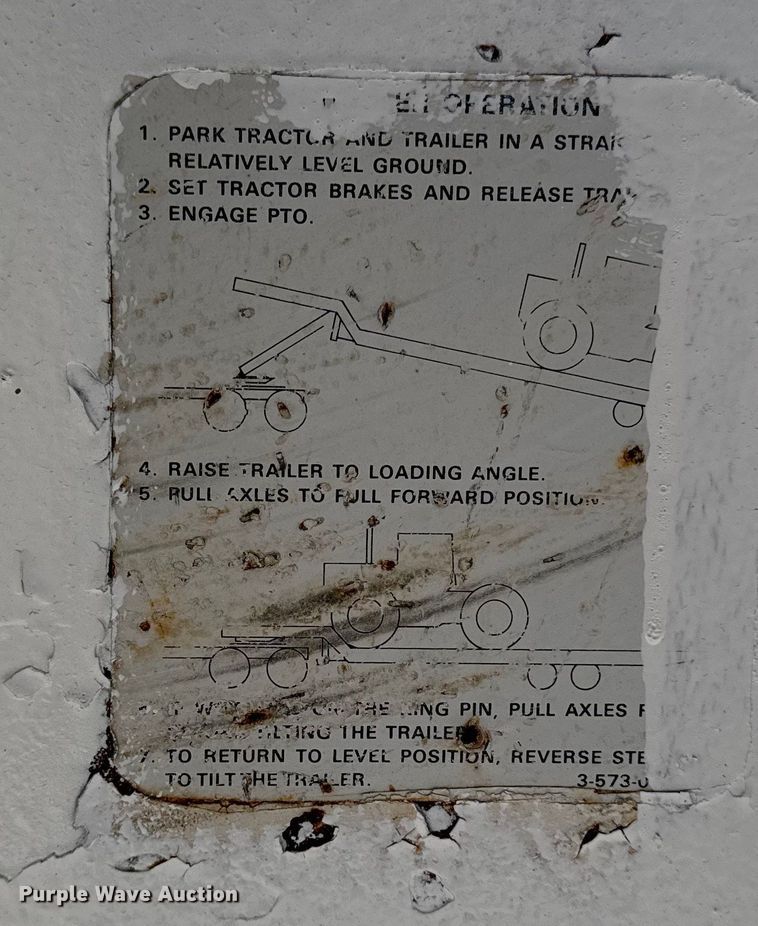 OPERATION
1. PARK TRACTOR AND TRAILER IN A
RELATIVELY LEVEL GROUND.
2. SET TRACTOR BRAKES AND RELEASE
3. ENGAGE PTO.
4. RAISE TRAILER TO LOADING ANGLE.
5. PULL AXLES TO FULL FORWARD POSITION.
THE KING PIN, PULL AXLES
TILTING THE TRAILER
7. TO RETURN TO LEVEL POSITION, REVERSE
TO TILT THE TRAILER. 3-573-
Purple Wave Auction